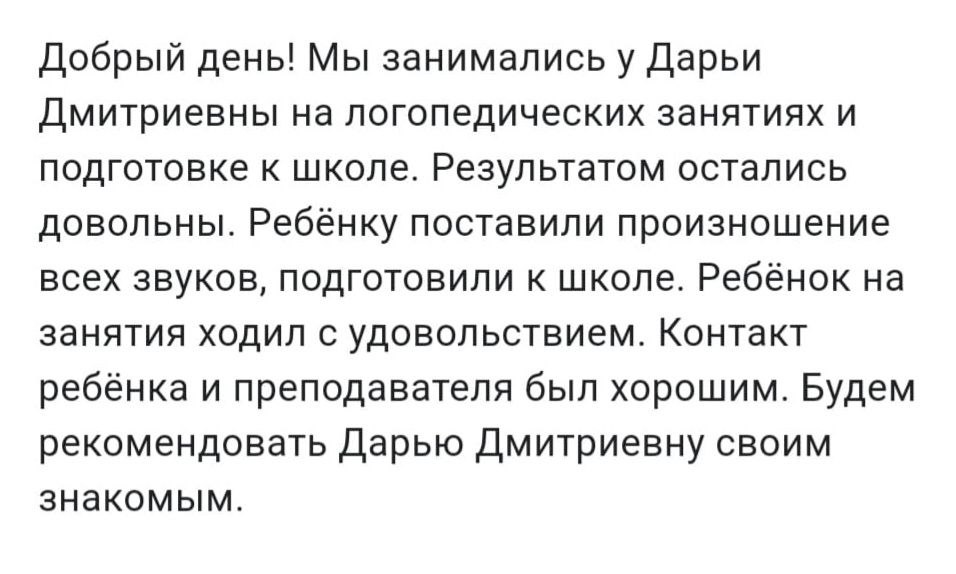 Добрый день! Мы занимались у Дарьи
Дмитриевны на логопедических занятиях и
подготовке к школе. Результатом остались
довольны. Ребёнку поставили произношение
всех звуков, подготовили к школе. Ребёнок на
занятия ходил с удовольствием. Контакт
ребёнка и преподавателя был хорошим. Будем
рекомендовать Дарью Дмитриевну своим
знакомым.